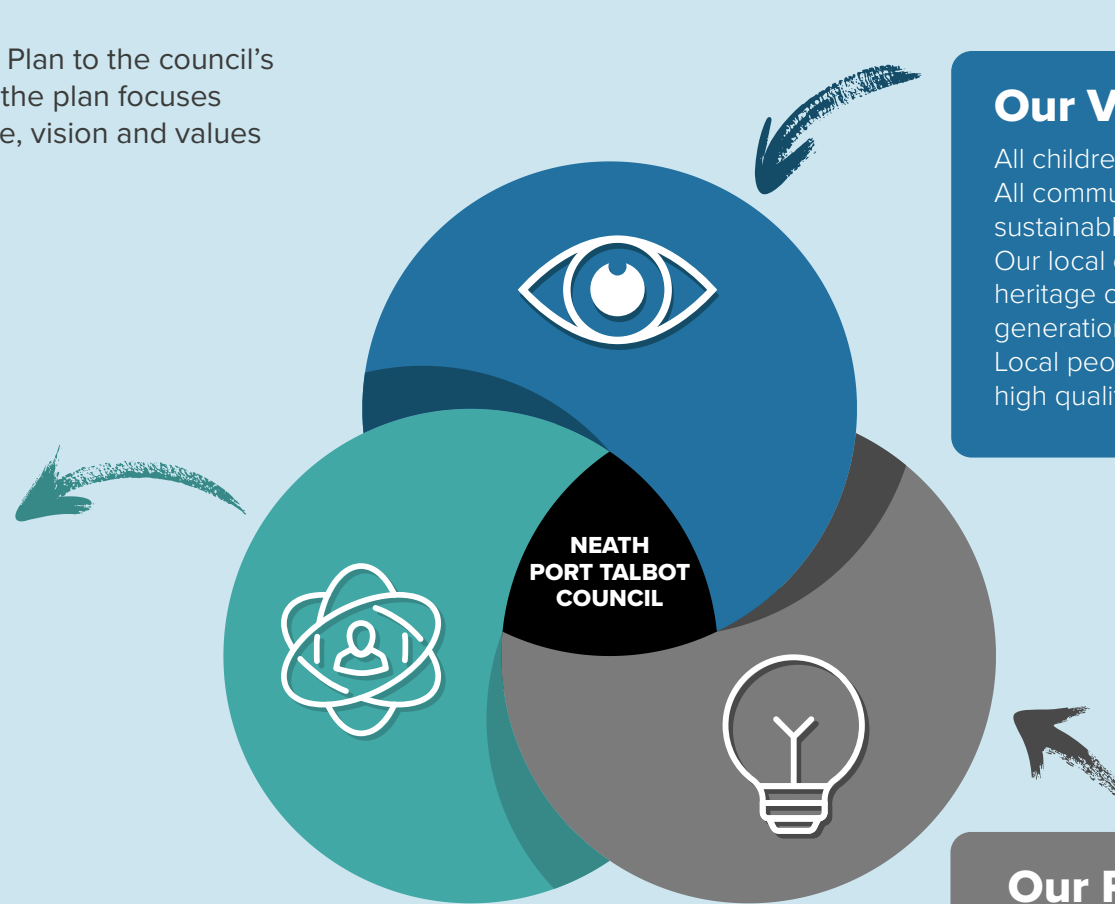 Plan to the council's
the plan focuses
e, vision and values
Our V
All childre
All commu
sustainabl
Our local
heritage
generation
Local peo
high quali
NEATH
PORT TALBOT
COUNCIL
Our P